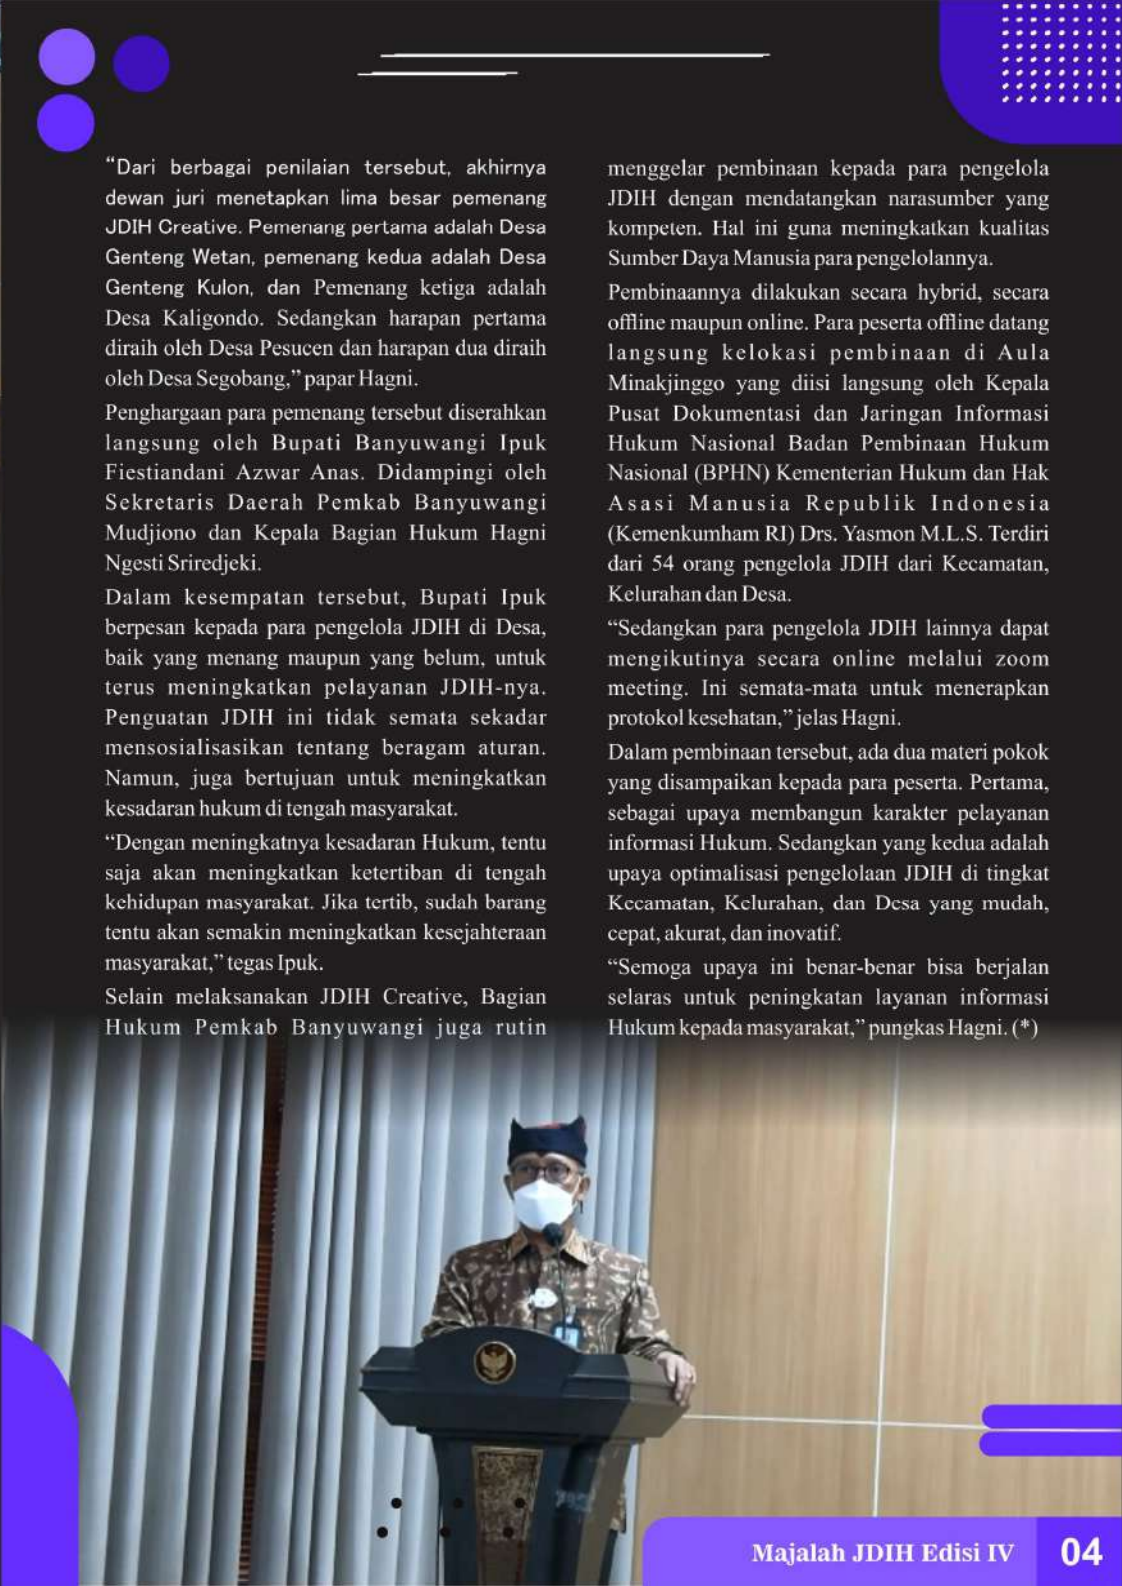 “Dari berbagai penilaian tersebut, akhirnya
dewan juri menetapkan lima besar pemenang
JDIH Creative. Pemenang pertama adalah Desa
Genteng Wetan, pemenang kedua adalah Desa
Genteng Kulon, dan Pemenang ketiga adalah
Desa Kaligondo. Sedangkan harapan pertama
diraih oleh Desa Pesucen dan harapan dua diraih
oleh Desa Segobang,” papar Hagni.
Penghargaan para pemenang tersebut diserahkan
langsung oleh Bupati Banyuwangi Ipuk
Fiestiandani Azwar Anas. Didampingi oleh
Sekretaris Daerah Pemkab Banyuwangi
Mudjiono dan Kepala Bagian Hukum Hagni
Ngesti Sriredjeki.
Dalam kesempatan tersebut, Bupati Ipuk
berpesan kepada para pengelola JDIH di Desa,
baik yang menang maupun yang belum, untuk
terus meningkatkan pelayanan JDIH-nya.
Penguatan JDIH ini tidak semata sekadar
mensosialisasikan tentang beragam aturan.
Namun, juga bertujuan untuk meningkatkan
kesadaran hukum di tengah masyarakat.
“Dengan meningkatnya kesadaran Hukum, tentu
saja akan meningkatkan ketertiban di tengah
kehidupan masyarakat. Jika tertib, sudah barang
tentu akan semakin meningkatkan kesejahteraan
masyarakat,” tegas Ipuk.
Selain melaksanakan JDIH Creative, Bagian
Hukum Pemkab Banyuwangi juga rutin
menggelar pembinaan kepada para pengelola
JDIH dengan mendatangkan narasumber yang
kompeten. Hal ini guna meningkatkan kualitas
Sumber Daya Manusia para pengelolannya.
Pembinaannya dilakukan secara hybrid, secara
offline maupun online. Para peserta offline datang
langsung kelokasi pembinaan di Aula
Minakjinggo yang diisi langsung oleh Kepala
Pusat Dokumentasi dan Jaringan Informasi
Hukum Nasional Badan Pembinaan Hukum
Nasional (BPHN) Kementerian Hukum dan Hak
Asasi Manusia Republik Indonesia
(Kemenkumham RI) Drs. Yasmon M.L.S. Terdiri
dari 54 orang pengelola JDIH dari Kecamatan,
Kelurahan dan Desa.
“Sedangkan para pengelola JDIH lainnya dapat
mengikutinya secara online melalui zoom
meeting. Ini semata-mata untuk menerapkan
protokol kesehatan,” jelas Hagni.
Dalam pembinaan tersebut, ada dua materi pokok
yang disampaikan kepada para peserta. Pertama,
sebagai upaya membangun karakter pelayanan
informasi Hukum. Sedangkan yang kedua adalah
upaya optimalisasi pengelolaan JDIH di tingkat
Kecamatan, Kelurahan, dan Desa yang mudah,
cepat, akurat, dan inovatif.
“Semoga upaya ini benar-benar bisa berjalan
selaras untuk peningkatan layanan informasi
Hukum kepada masyarakat,” pungkas Hagni. (*)
Majalah JDIH Edisi IV 04